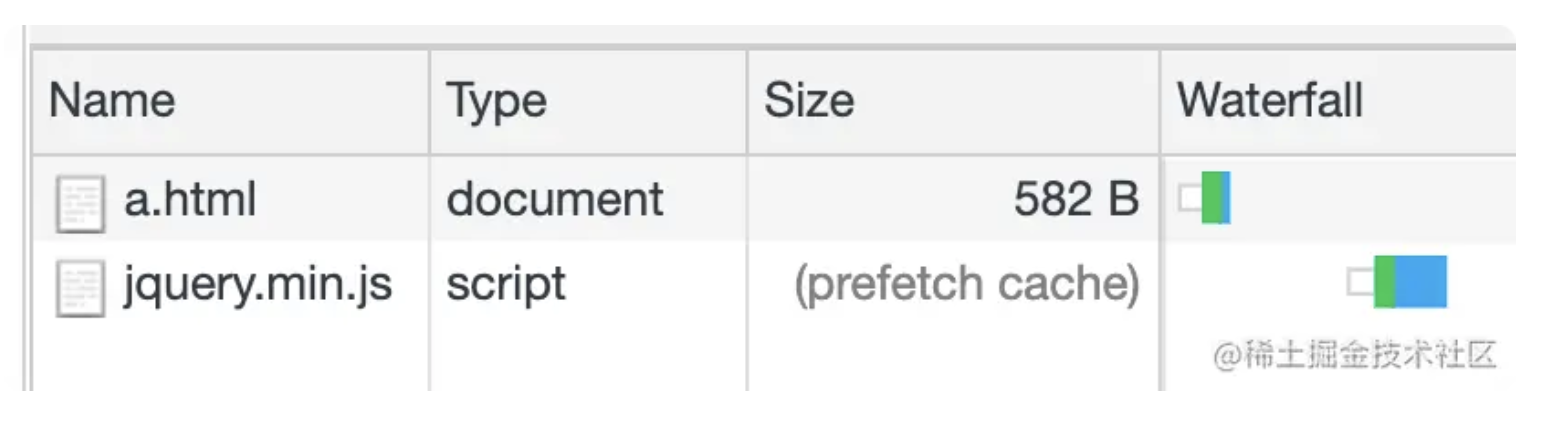 Name Type Size Waterfall
a.html document 582 B
jquery.min.js script (prefetch cache)
@稀土掘金技术社区